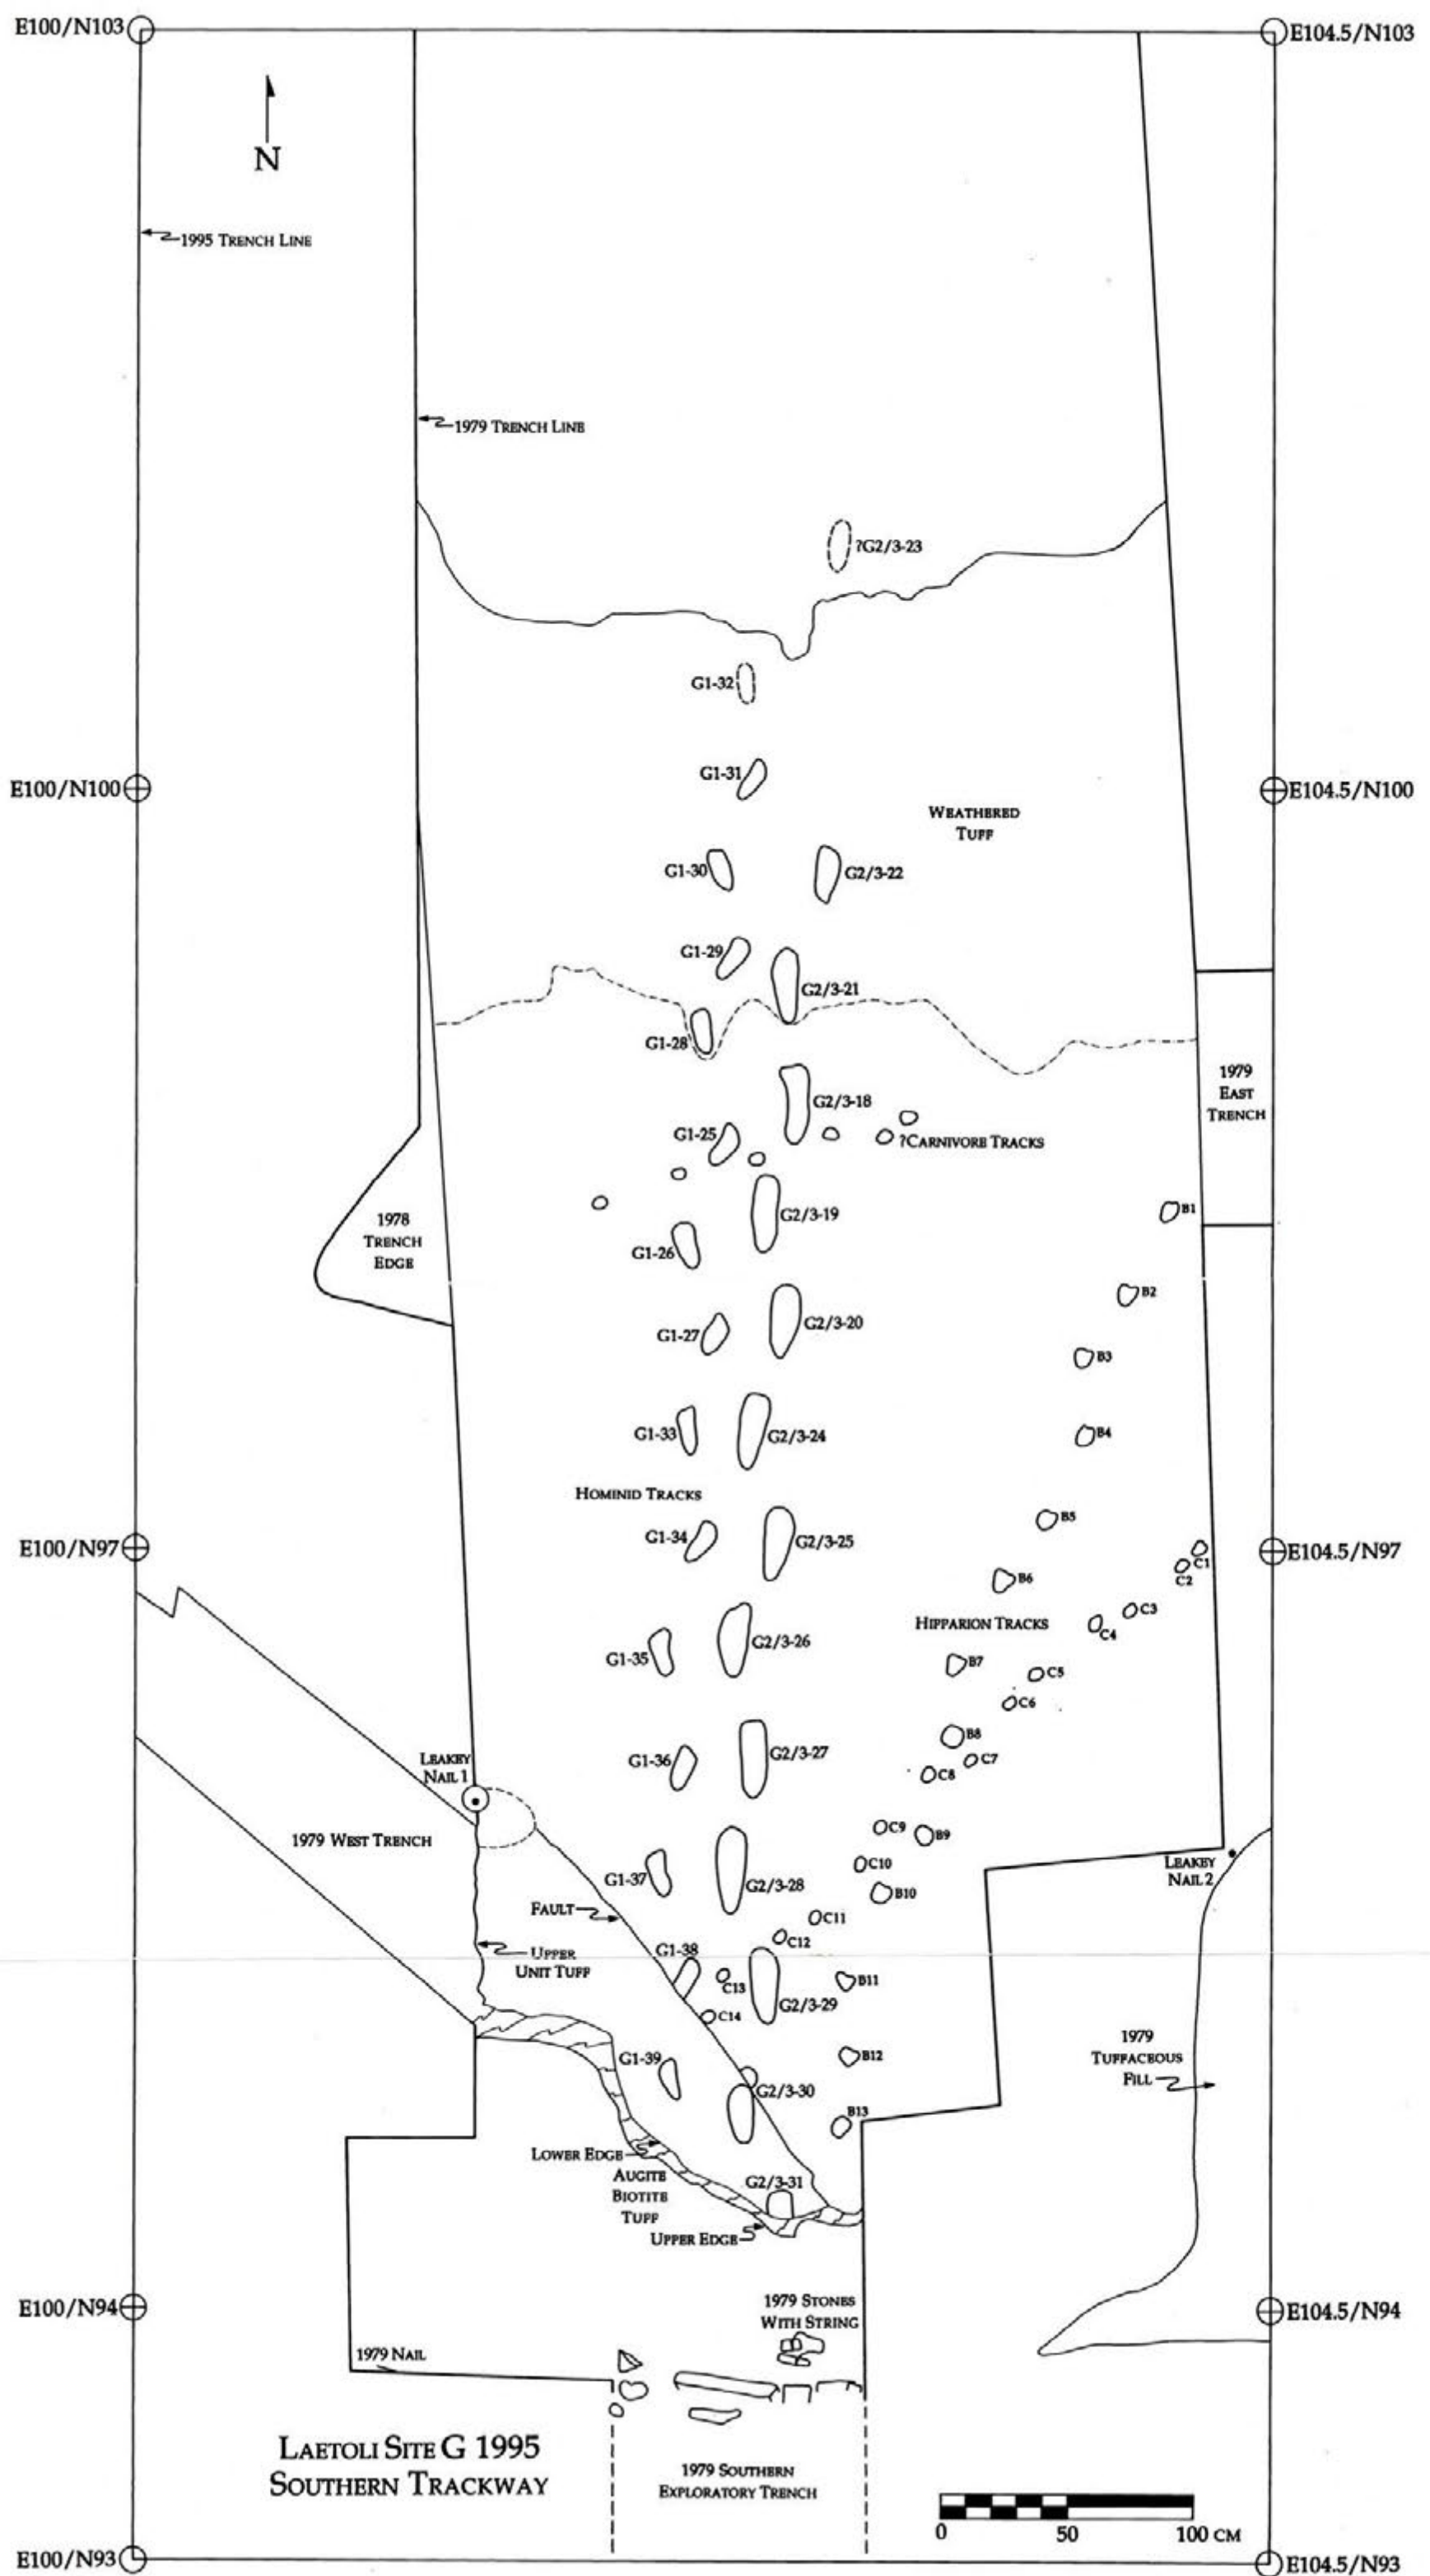 E100/N103
E104.5/N103
N
1995 TRENCH LINE
1979 TRENCH LINE
?G2/3-23
G1-32
G1-31
E100/N100
E104.5/N100
WEATHERED
TUFF
G1-30
G2/3-22
G1-29
G2/3-21
G1-28
1979
EAST
TRENCH
G2/3-18
G1-25
?CARNIVORE TRACKS
B1
G2/3-19
1978
TRENCH
EDGE
G1-26
B2
G2/3-20
G1-27
B3
G1-33
G2/3-24
B4
HOMINID TRACKS
B5
G1-34
G2/3-25
E100/N97
E104.5/N97
C1
C2
B6
C3
HIPPARION TRACKS
C4
G2/3-26
G1-35
B7
C5
C6
B8
G2/3-27
G1-36
C7
C8
LEAKEY
NAIL 1
C9
B9
1979 WEST TRENCH
C10
LEAKEY
NAIL 2
G1-37
G2/3-28
B10
FAULT
C11
C12
G1-38
UPPER
UNIT TUFF
C13
B11
G2/3-29
C14
1979
TUFFACEOUS
FILL
B12
G1-39
G2/3-30
B13
LOWER EDGE
AUGITE
BIOTITE
TUFF
G2/3-31
UPPER EDGE
1979 STONES
WITH STRING
E100/N94
E104.5/N94
1979 NAIL
LAETOLI SITE G 1995
SOUTHERN TRACKWAY
1979 SOUTHERN
EXPLORATORY TRENCH
0 50 100 CM
E100/N93
E104.5/N93